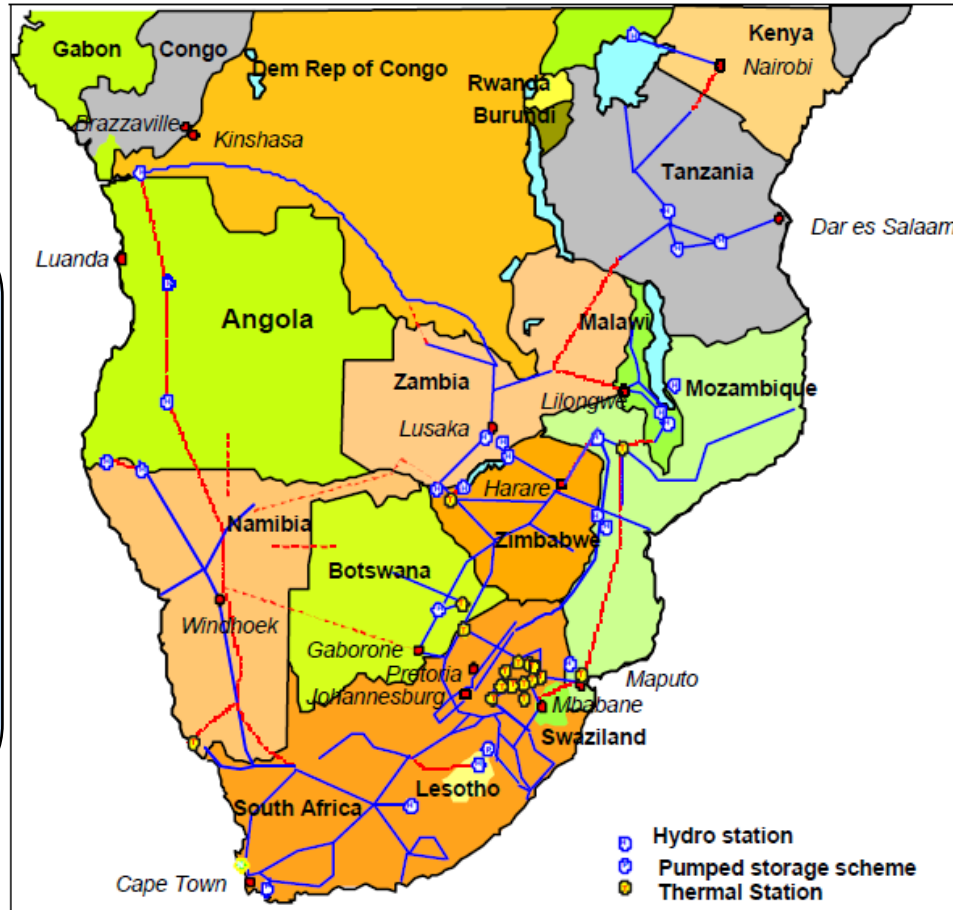 Gabon
Congo
Dem Rep of Congo
Kenya
Nairobi
Rwanda
Burundi
Brazzaville
Kinshasa
Tanzania
Dar es Salaam
Luanda
Angola
Malawi
Zambia
Lilongwe
Mozambique
Lusaka
Harare
Namibia
Zimbabwe
Botswana
Windhoek
Gaborone
Pretoria
Johannesburg
Maputo
Mbabane
Swaziland
Lesotho
South Africa
Cape Town
Hydro station
Pumped storage scheme
Thermal Station